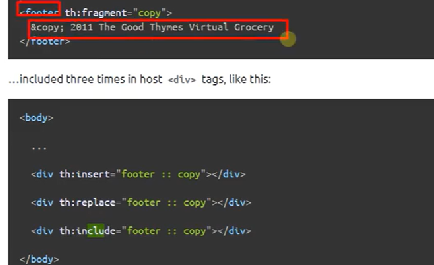 <footer th:fragment="copy">
&copy; 2011 The Good Thymes Virtual Grocery
</footer>
...included three times in host <div> tags, like this:
<body>
...
<div th:insert="footer :: copy"></div>
<div th:replace="footer :: copy"></div>
<div th:include="footer :: copy"></div>
</body>